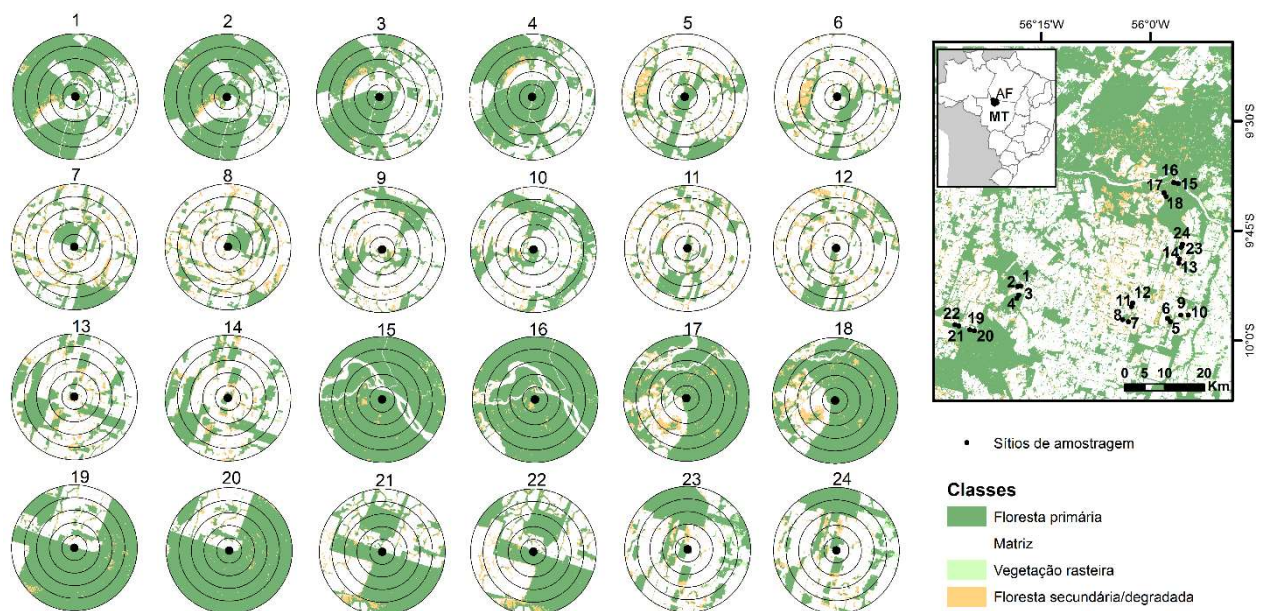 1 2 3 4 5 6
7 8 9 10 11 12
13 14 15 16 17 18
19 20 21 22 23 24
56°15'W 56°0'W
AF
MT
9°30'S
9°45'S
10°0'S
16
17 15
18
24
23
14
13
2 1
3
4
12
11
9
6 10
8 7 5
22 19
21 20
0 5 10 20
Km
Sítios de amostragem
Classes
Floresta primária
Matriz
Vegetação rasteira
Floresta secundária/degradada